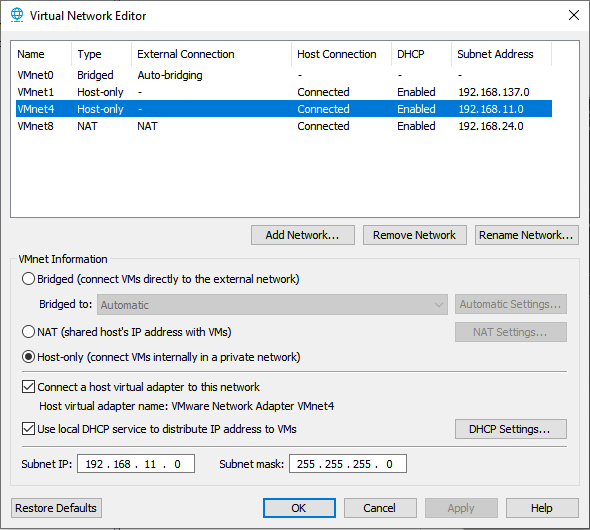 Virtual Network Editor
Name Type External Connection Host Connection DHCP Subnet Address
VMnet0 Bridged Auto-bridging - - -
VMnet1 Host-only - Connected Enabled 192.168.137.0
VMnet4 Host-only - Connected Enabled 192.168.11.0
VMnet8 NAT NAT Connected Enabled 192.168.24.0
Add Network... Remove Network Rename Network...
VMnet Information
Bridged (connect VMs directly to the external network)
Bridged to: Automatic Automatic Settings...
NAT (shared host's IP address with VMs) NAT Settings...
Host-only (connect VMs internally in a private network)
Connect a host virtual adapter to this network
Host virtual adapter name: VMware Network Adapter VMnet4
Use local DHCP service to distribute IP address to VMs DHCP Settings...
Subnet IP: 192 . 168 . 11 . 0 Subnet mask: 255 . 255 . 255 . 0
Restore Defaults OK Cancel Apply Help